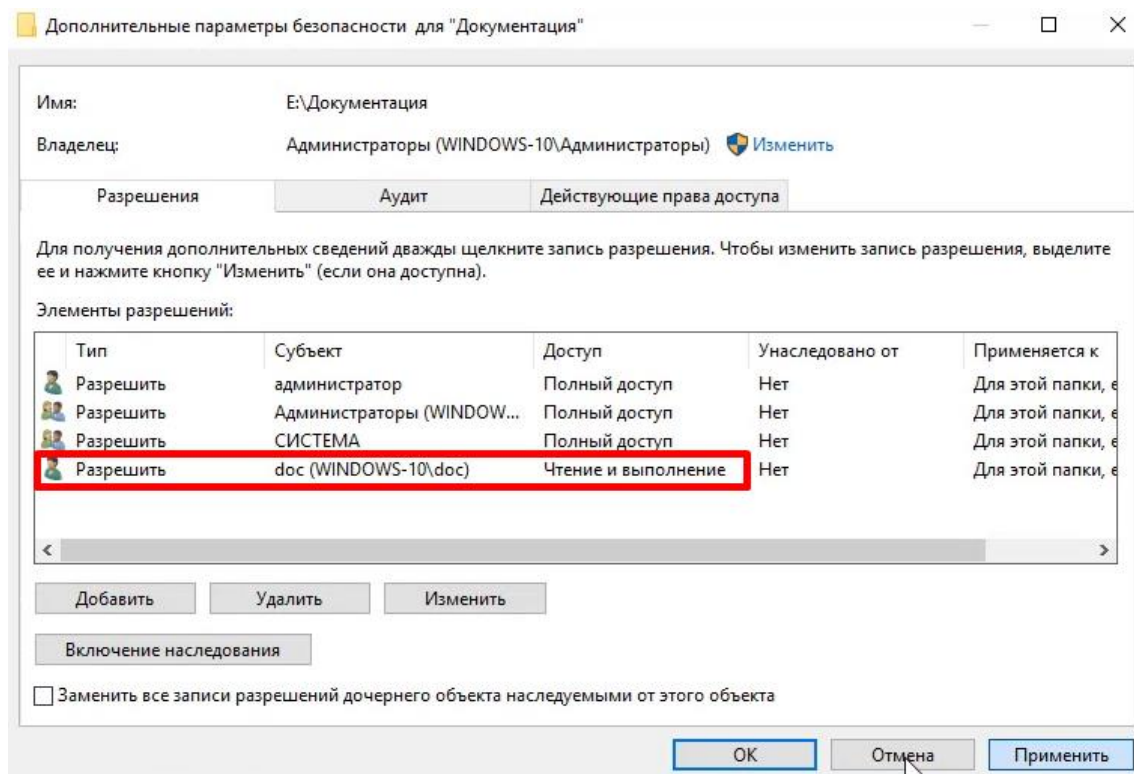 Дополнительные параметры безопасности для "Документация"
Имя: E:\Документация
Владелец: Администраторы (WINDOWS-10\Администраторы) Изменить
Разрешения Аудит Действующие права доступа
Для получения дополнительных сведений дважды щелкните запись разрешения. Чтобы изменить запись разрешения, выделите
ее и нажмите кнопку "Изменить" (если она доступна).
Элементы разрешений:
Тип Субъект Доступ Унаследовано от Применяется к
Разрешить администратор Полный доступ Нет Для этой папки, е
Разрешить Администраторы (WINDOW... Полный доступ Нет Для этой папки, е
Разрешить СИСТЕМА Полный доступ Нет Для этой папки, е
Разрешить doc (WINDOWS-10\doc) Чтение и выполнение Нет Для этой папки, е
Добавить Удалить Изменить
Включение наследования
Заменить все записи разрешений дочернего объекта наследуемыми от этого объекта
ОК Отмена Применить